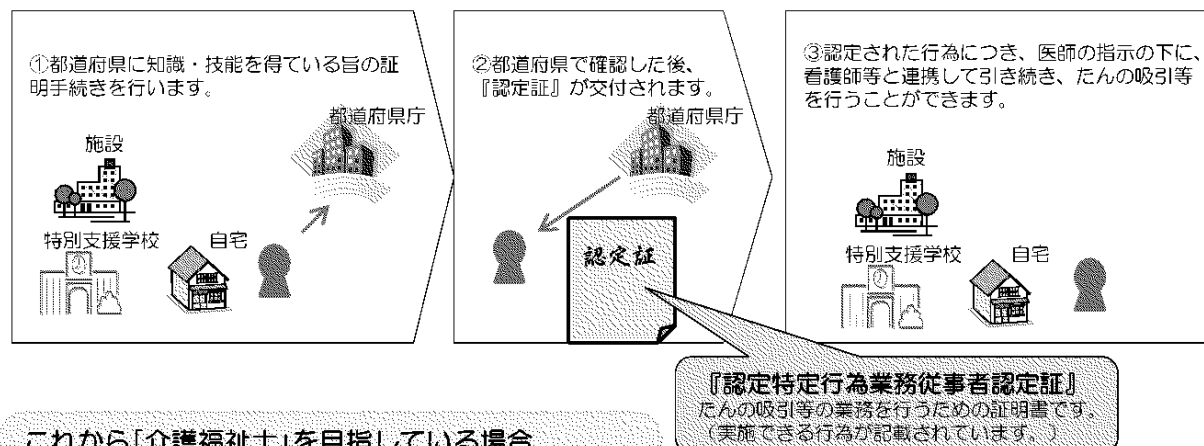 ①都道府県に知識・技能を得ている旨の証
明手続きを行います。
都道府県庁
施設
特別支援学校
自宅
②都道府県で確認した後、
『認定証』が交付されます。
都道府県庁
認定証
③認定された行為につき、医師の指示の下に、
看護師等と連携して引き続き、たんの吸引等
を行うことができます。
施設
特別支援学校
自宅
『認定特定行為業務従事者認定証』
たんの吸引等の業務を行うための証明書です。
（実施できる行為が記載されています。）
これから「介護福祉士」を目指している場合